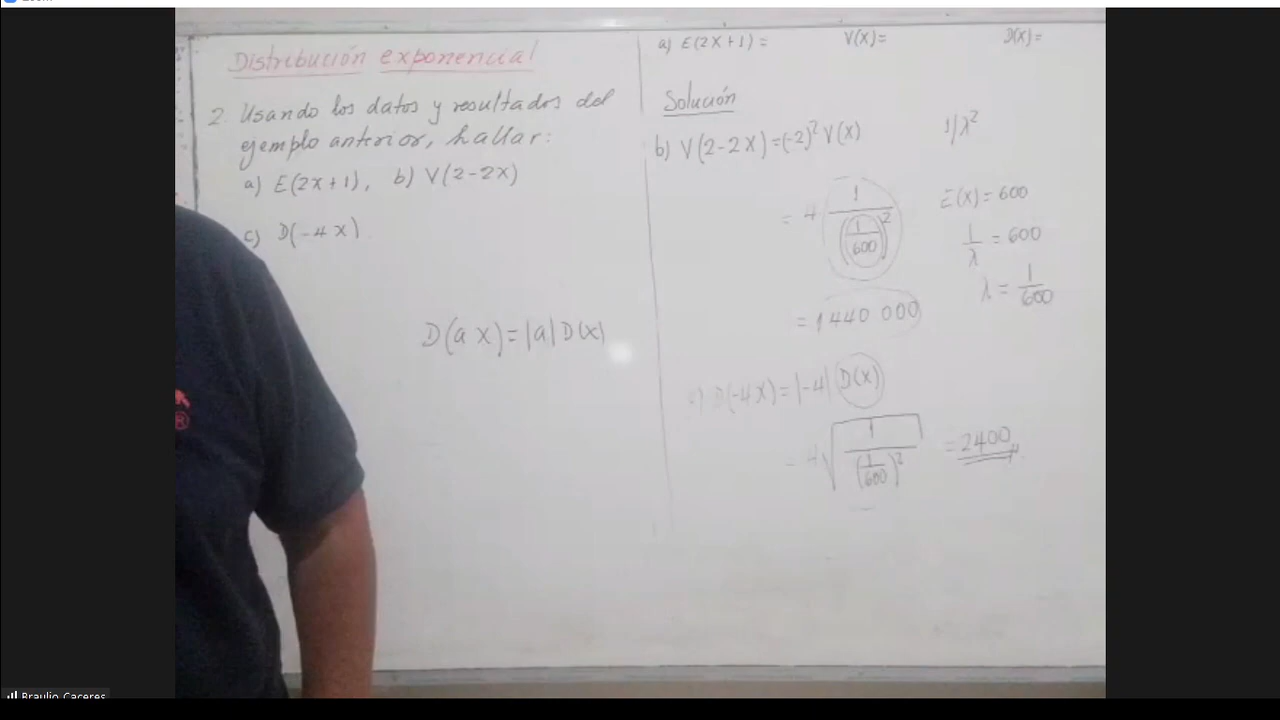 Distribución exponencial
2. Usando los datos y resultados del
ejemplo anterior, hallar:
a) E(2x+1), b) V(2-2x)
c) D(-4x)
D(ax)=|a|D(x)
a) E(2x+1)= V(x)= D(x)=
Solución
b) V(2-2x)=(-2)²V(x) 1/λ²
= 4 1/(1/600)²
= 1440 000
E(x)=600
1/λ = 600
λ = 1/600
c) D(-4x)=|-4|D(x)
= 4√1/(1/600)² = 2400
®
Braulio Caceres